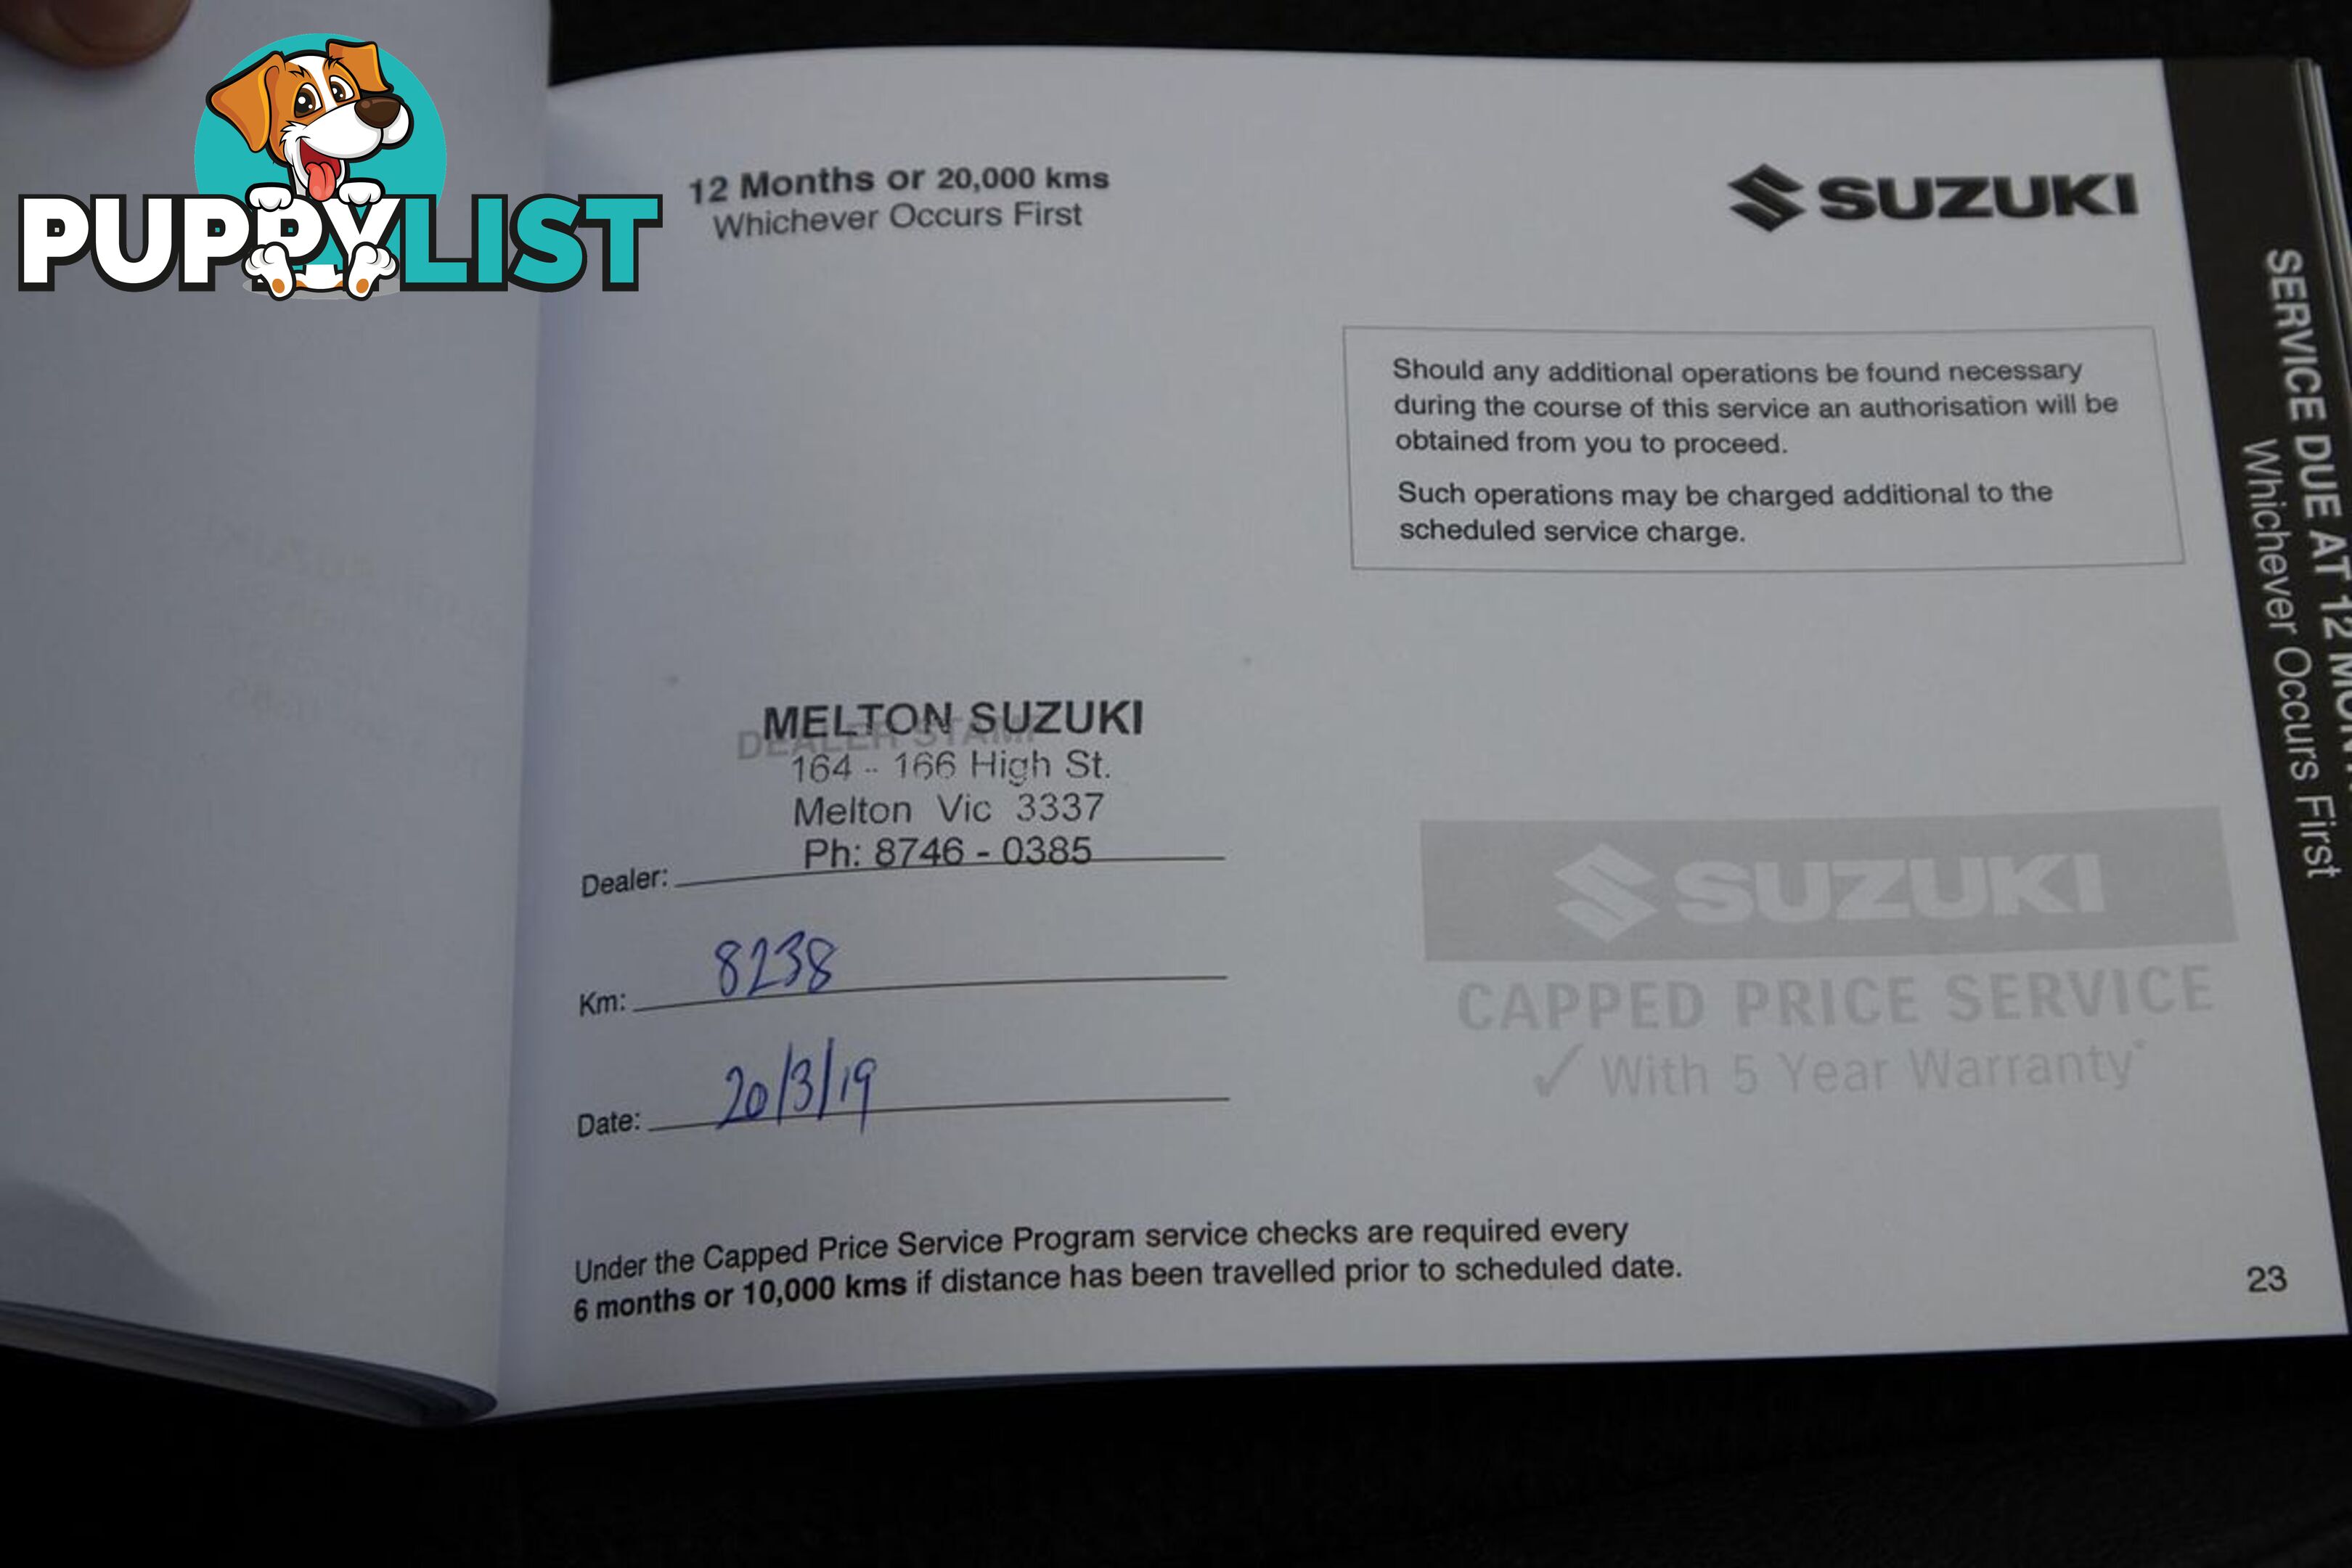 PUPPYLIST
12 Months or 20,000 kms
Whichever Occurs First
SUZUKI
Should any additional operations be found necessary
during the course of this service an authorisation will be
obtained from you to proceed.
Such operations may be charged additional to the
scheduled service charge.
DEALER STAMP
MELTON SUZUKI
164 - 166 High St.
Melton Vic 3337
Ph: 8746 - 0385
Dealer:
Km: 8238
Date: 20/3/19
SUZUKI
CAPPED PRICE SERVICE
✓ With 5 Year Warranty*
Under the Capped Price Service Program service checks are required every
6 months or 10,000 kms if distance has been travelled prior to scheduled date.
23
SERVICE DUE AT 12
Whichever Occurs First